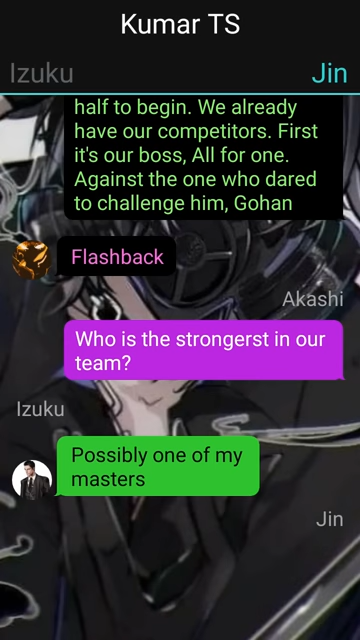 Kumar TS
Izuku Jin
half to begin. We already
have our competitors. First
it's our boss, All for one.
Against the one who dared
to challenge him, Gohan
Flashback
Akashi
Who is the strongerst in our
team?
Izuku
Possibly one of my
masters
Jin